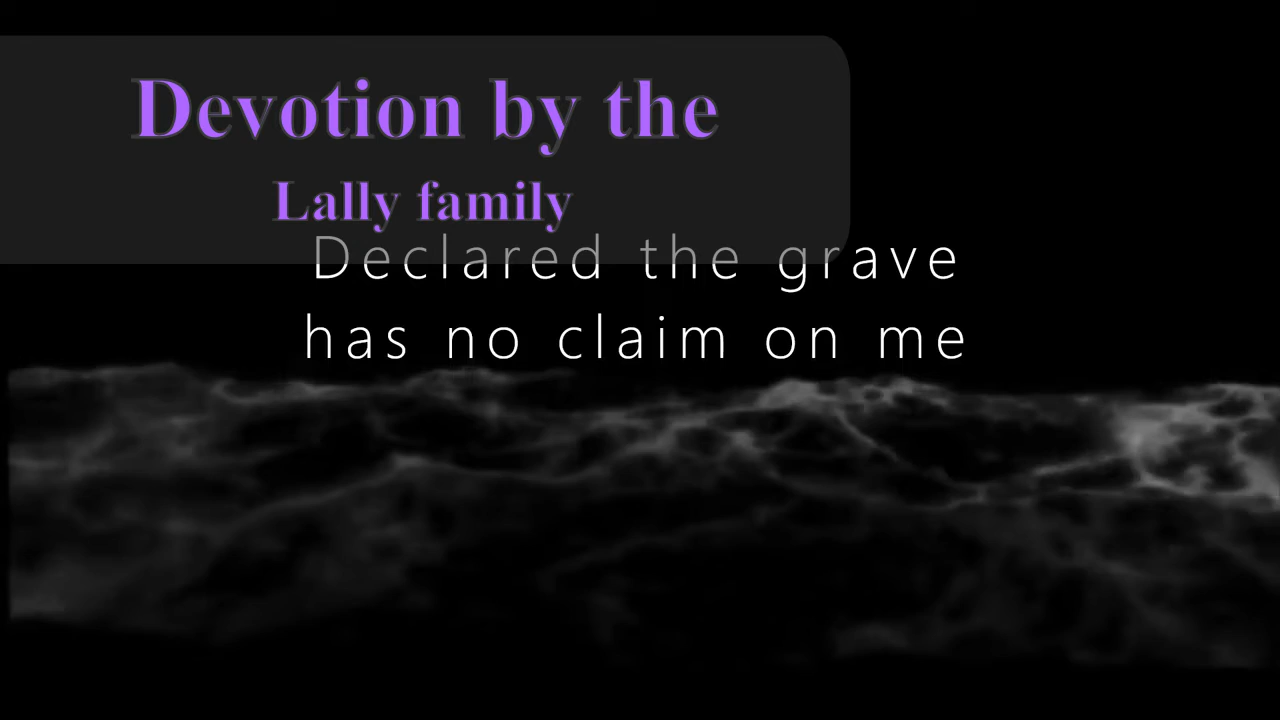 Devotion by the
Lally family
Declared the grave
has no claim on me